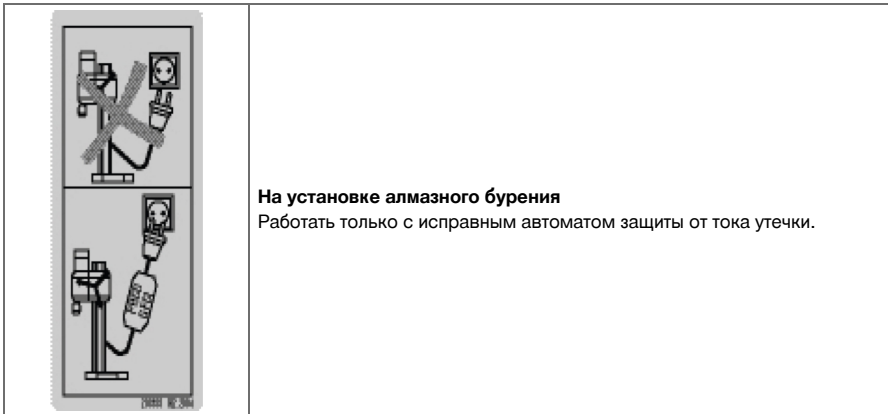 На установке алмазного бурения
Работать только с исправным автоматом защиты от тока утечки.